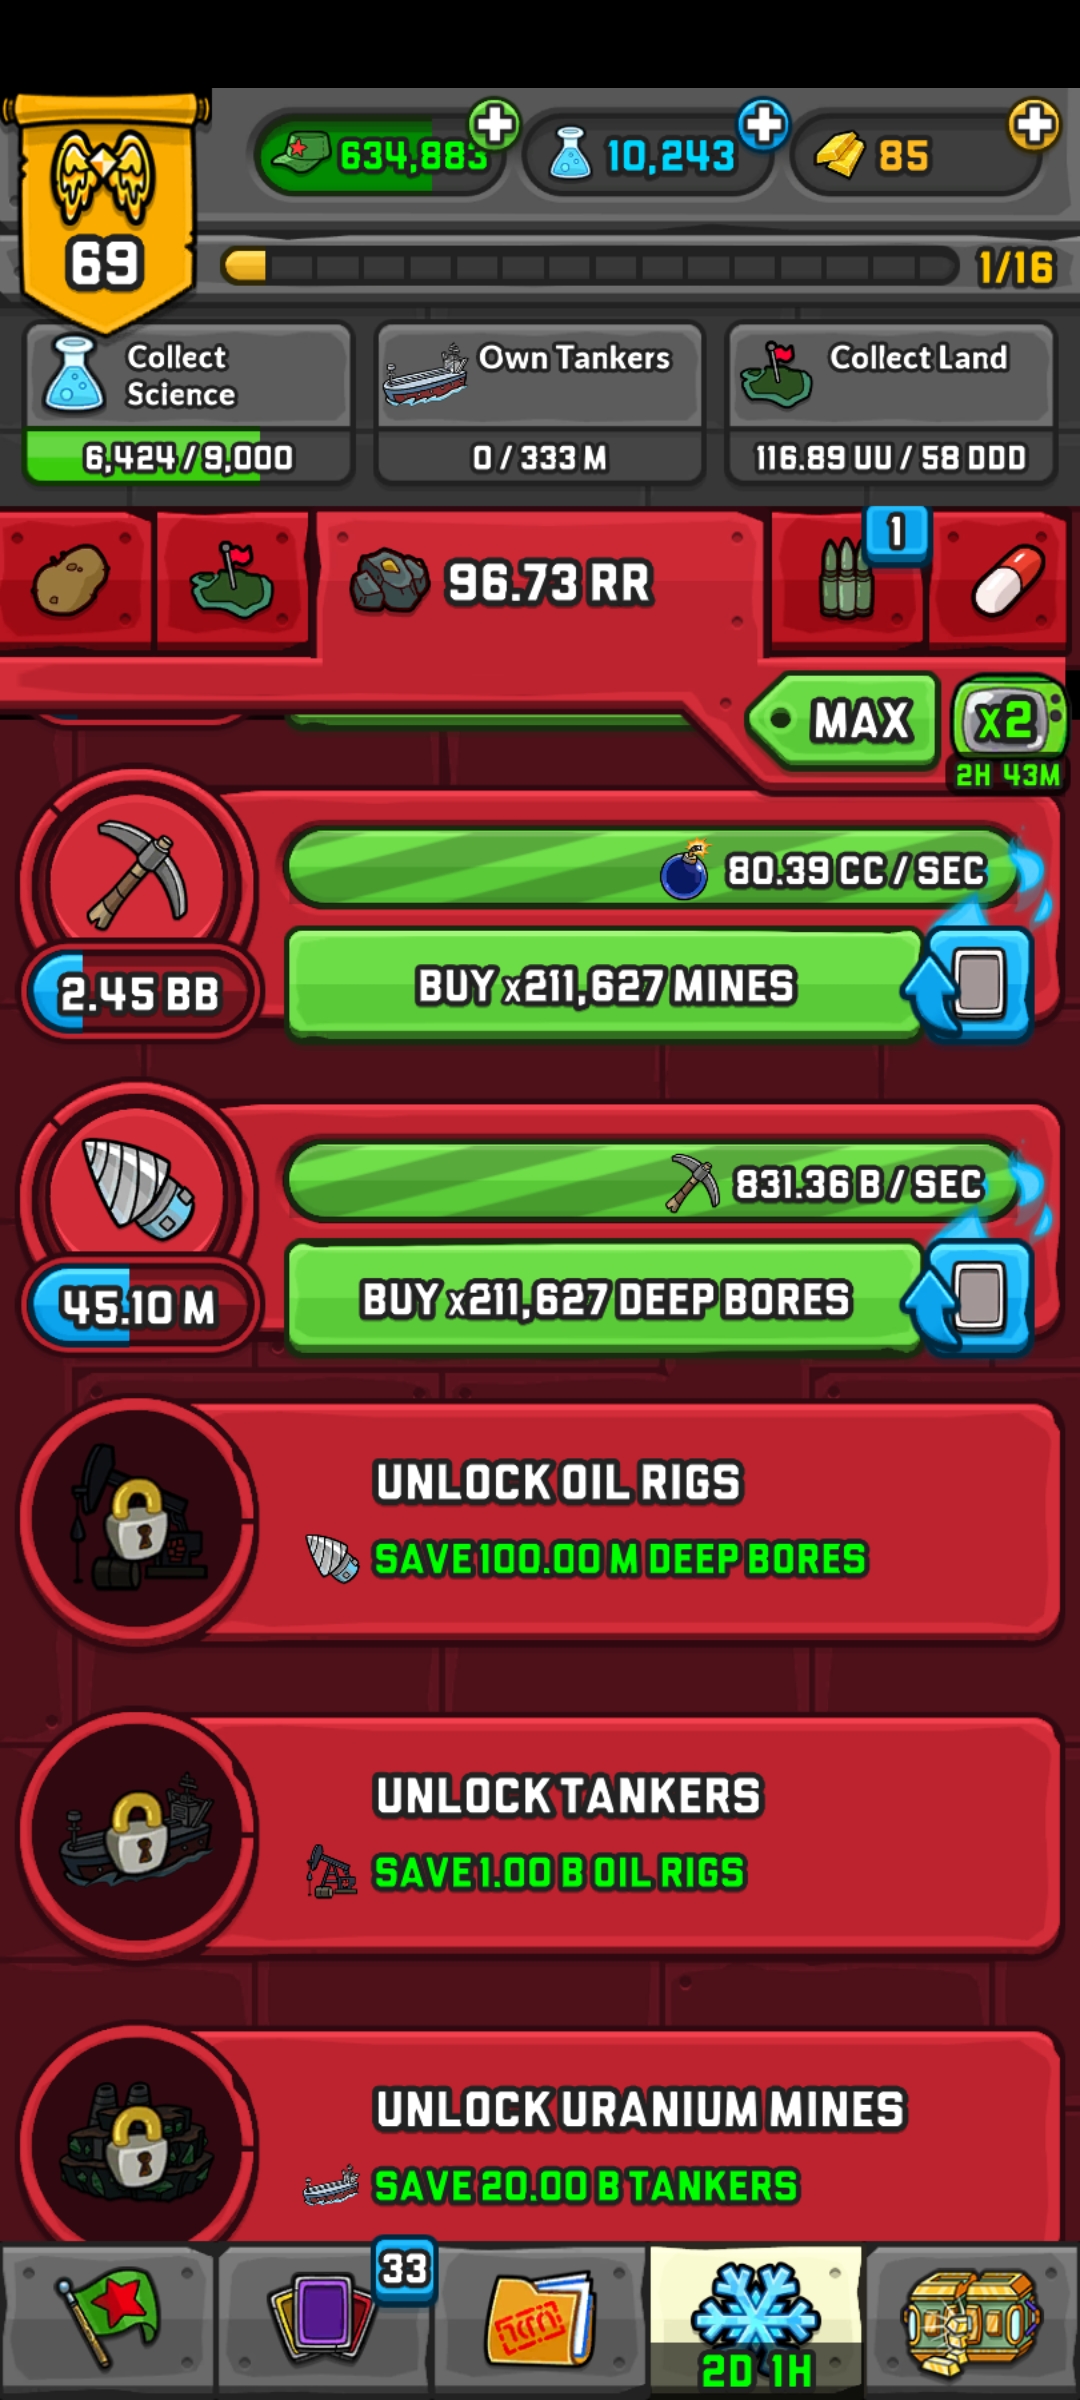 634,883
10,243
85
69
1/16
Collect
Science
6,424/9,000
Own Tankers
0/333 M
Collect Land
116.89 UU/58 DDD
96.73 RR
1
MAX
x2
2H 43M
80.39 CC/SEC
2.45 BB
BUY x211,627 MINES
831.36 B/SEC
45.10 M
BUY x211,627 DEEP BORES
UNLOCK OIL RIGS
SAVE 100.00 M DEEP BORES
UNLOCK TANKERS
SAVE 1.00 B OIL RIGS
UNLOCK URANIUM MINES
SAVE 20.00 B TANKERS
33
2D 1H